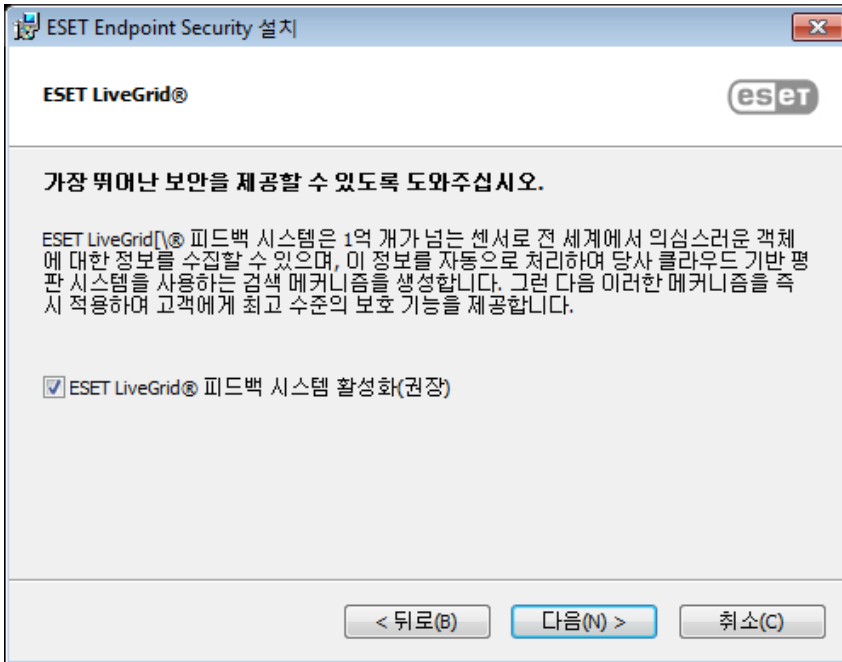 ESET Endpoint Security 설치
ESET LiveGrid®
eset
가장 뛰어난 보안을 제공할 수 있도록 도와주십시오.
ESET LiveGrid[\® 피드백 시스템은 1억 개가 넘는 센서로 전 세계에서 의심스러운 객체
에 대한 정보를 수집할 수 있으며, 이 정보를 자동으로 처리하여 당사 클라우드 기반 평
판 시스템을 사용하는 검색 메커니즘을 생성합니다. 그런 다음 이러한 메커니즘을 즉
시 적용하여 고객에게 최고 수준의 보호 기능을 제공합니다.
ESET LiveGrid® 피드백 시스템 활성화(권장)
< 뒤로(B) 다음(N) > 취소(C)